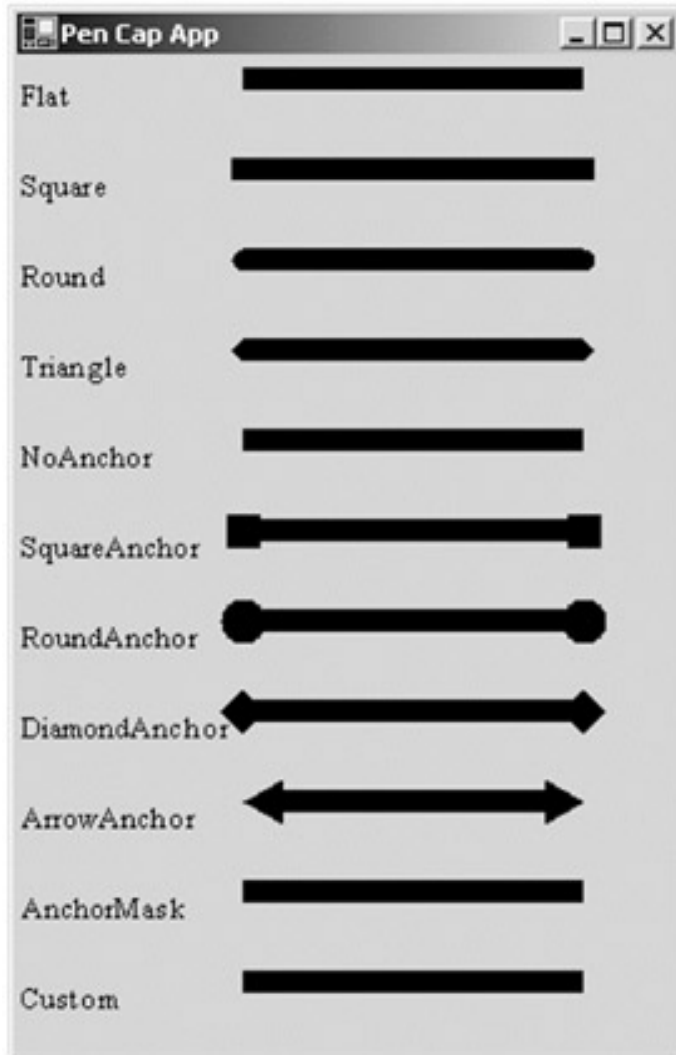 Pen Cap App
Flat
Square
Round
Triangle
NoAnchor
SquareAnchor
RoundAnchor
DiamondAnchor
ArrowAnchor
AnchorMask
Custom